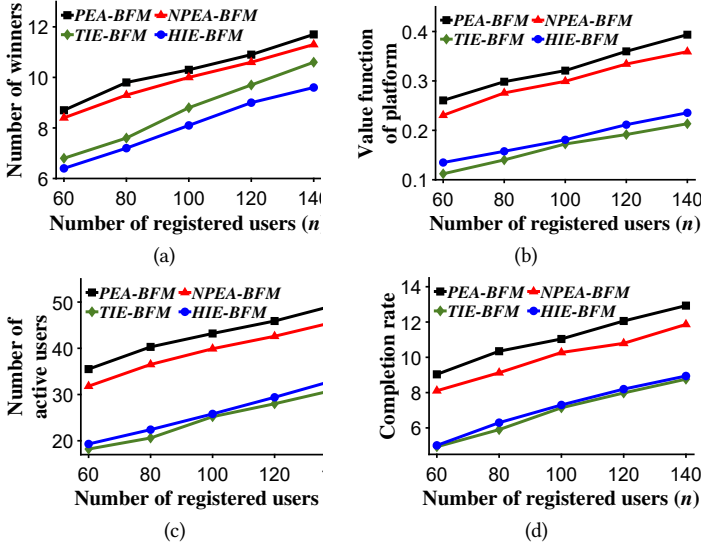 Number of winners
12
10
8
6
PEA-BFM NPEA-BFM
TIE-BFM HIE-BFM
60 80 100 120 140
Number of registered users (n
(a)
Value function
of platform
0.4
0.3
0.2
0.1
PEA-BFM NPEA-BFM
TIE-BFM HIE-BFM
60 80 100 120 140
Number of registered users (n)
(b)
Number of
active users
50
40
30
20
PEA-BFM NPEA-BFM
TIE-BFM HIE-BFM
60 80 100 120
Number of registered users
(c)
Completion rate
14
12
10
8
6
PEA-BFM NPEA-BFM
TIE-BFM HIE-BFM
60 80 100 120 140
Number of registered users (n)
(d)